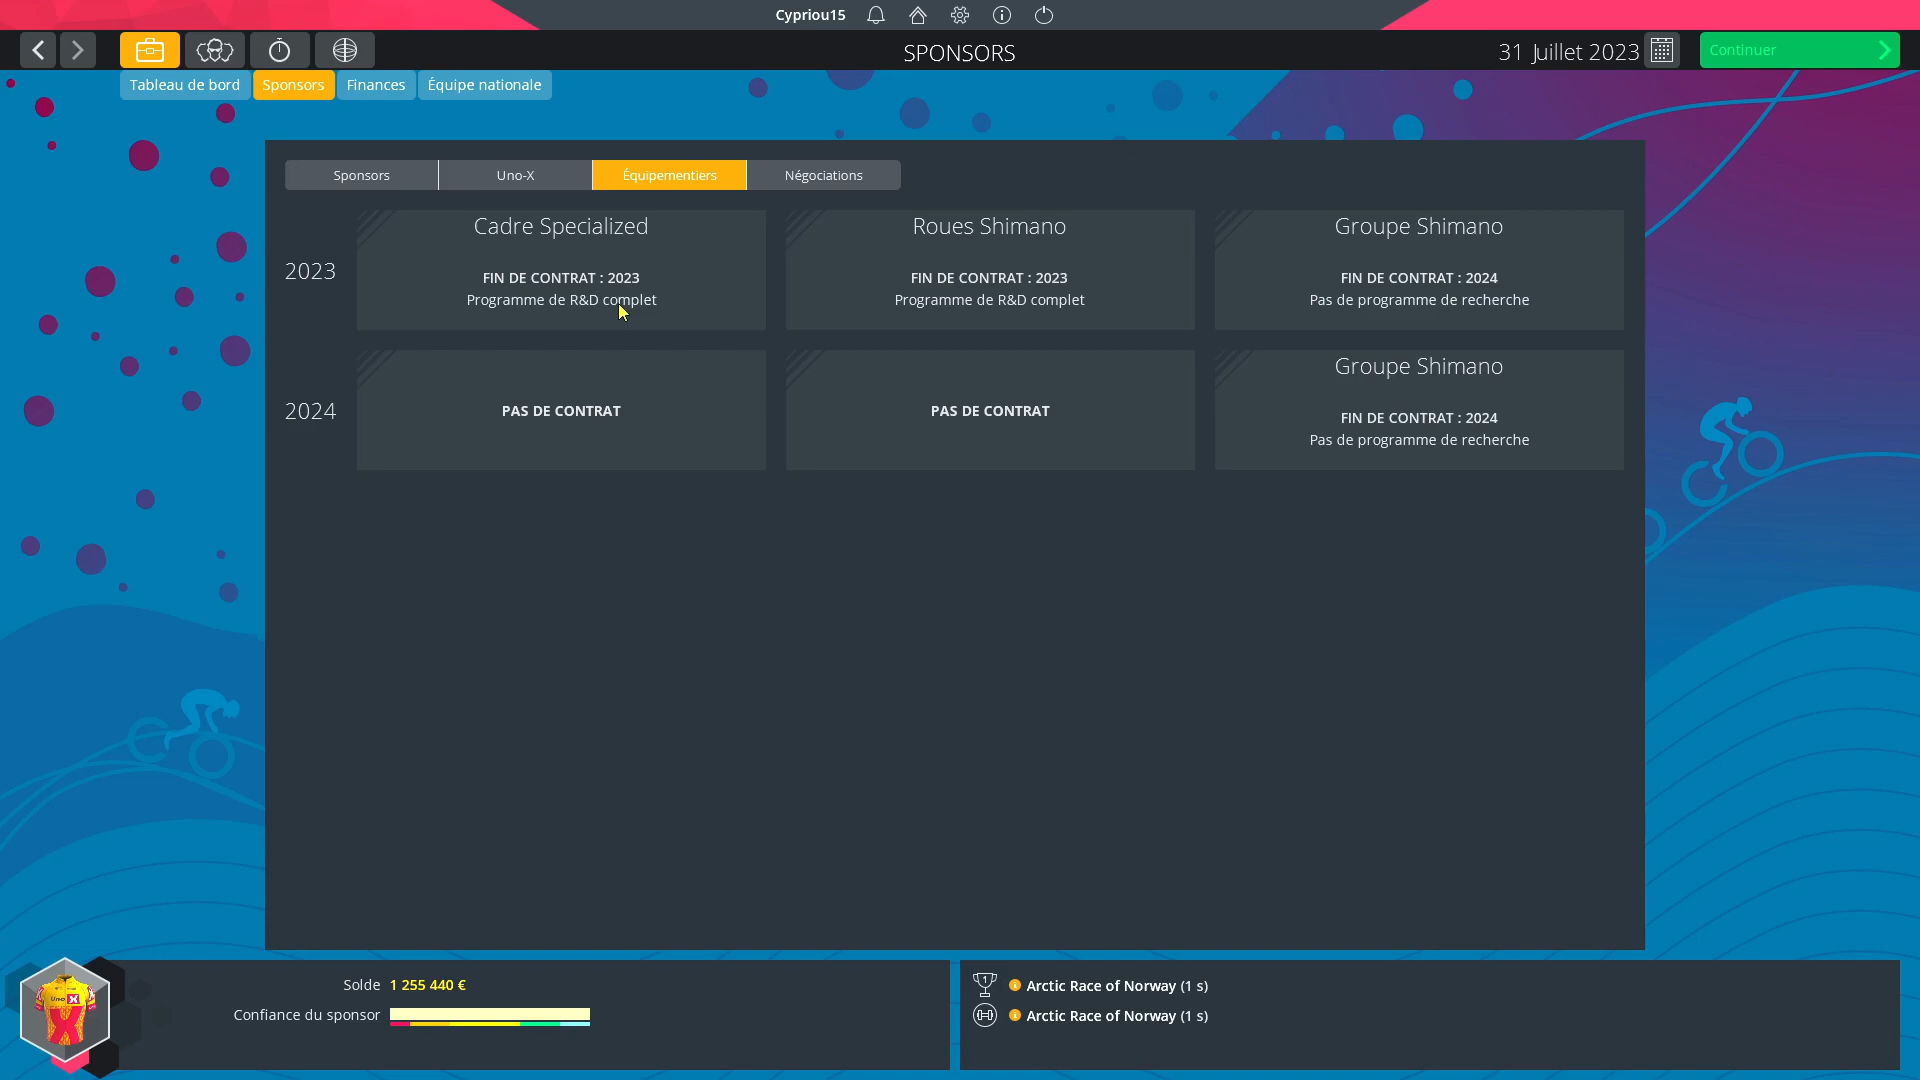 Cypriou15
SPONSORS
31 Juillet 2023
Continuer
Tableau de bord
Sponsors
Finances
Équipe nationale
Sponsors
Uno-X
Équipementiers
Négociations
2023
Cadre Specialized
FIN DE CONTRAT : 2023
Programme de R&D complet
Roues Shimano
FIN DE CONTRAT : 2023
Programme de R&D complet
Groupe Shimano
FIN DE CONTRAT : 2024
Pas de programme de recherche
2024
PAS DE CONTRAT
PAS DE CONTRAT
Groupe Shimano
FIN DE CONTRAT : 2024
Pas de programme de recherche
Uno X
Solde 1 255 440 €
Confiance du sponsor
Arctic Race of Norway (1 s)
Arctic Race of Norway (1 s)